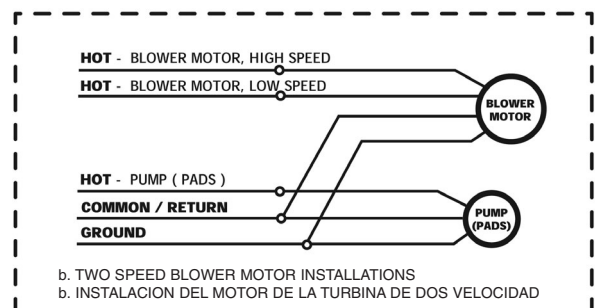 HOT - BLOWER MOTOR, HIGH SPEED
HOT - BLOWER MOTOR, LOW SPEED
BLOWER
MOTOR
HOT - PUMP ( PADS )
COMMON / RETURN
GROUND
PUMP
(PADS)
b. TWO SPEED BLOWER MOTOR INSTALLATIONS
b. INSTALACION DEL MOTOR DE LA TURBINA DE DOS VELOCIDAD